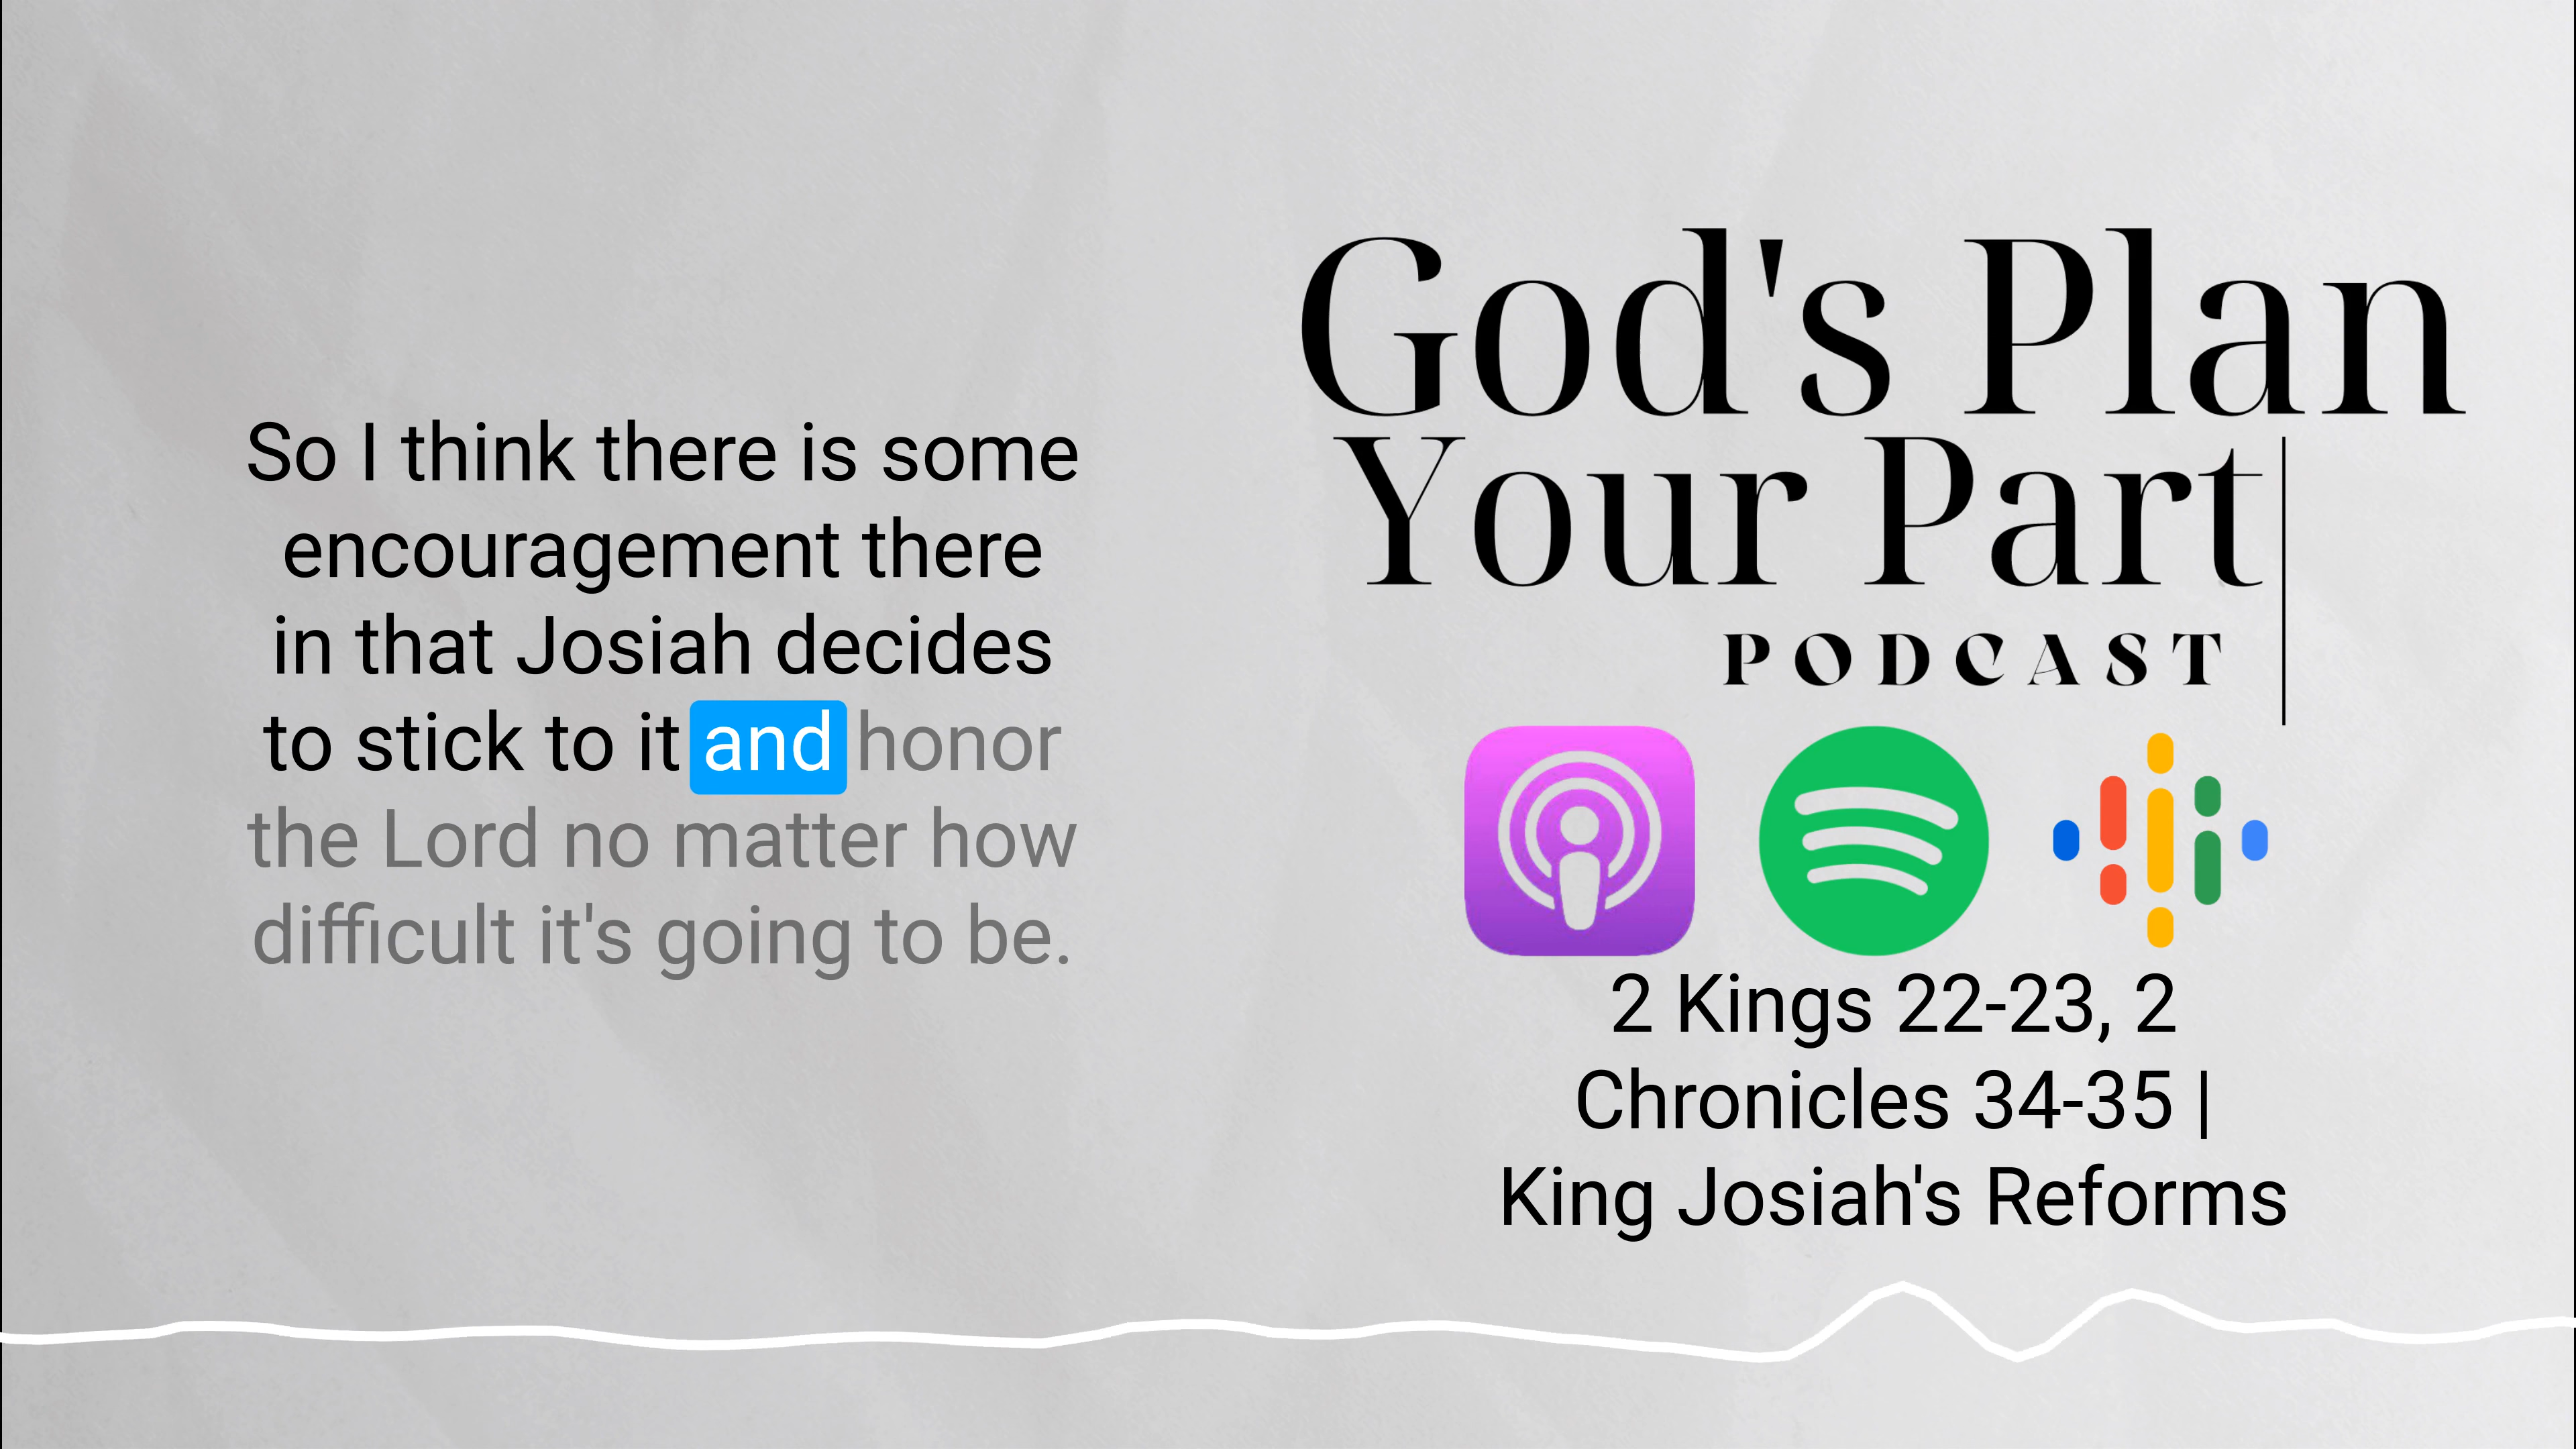 So I think there is some
encouragement there
in that Josiah decides
to stick to it and honor
the Lord no matter how
difficult it's going to be.
God's Plan
Your Part
PODCAST
2 Kings 22-23, 2
Chronicles 34-35 |
King Josiah's Reforms